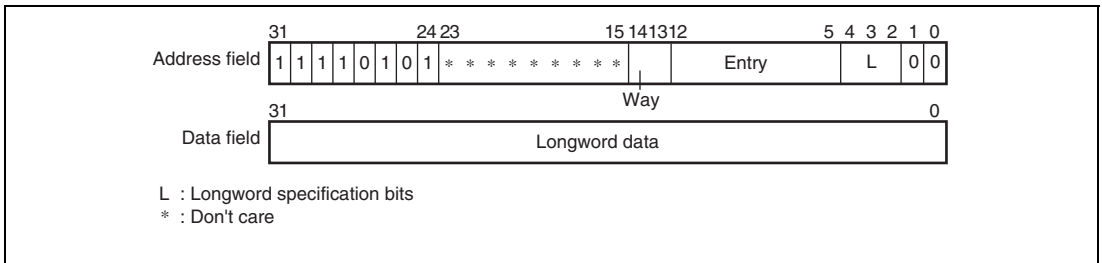 31 24 23 15 14 13 12 5 4 3 2 1 0
Address field 1 1 1 1 0 1 0 1 * * * * * * * * * Entry L 0 0
Way
31 0
Data field Longword data
L : Longword specification bits
* : Don't care